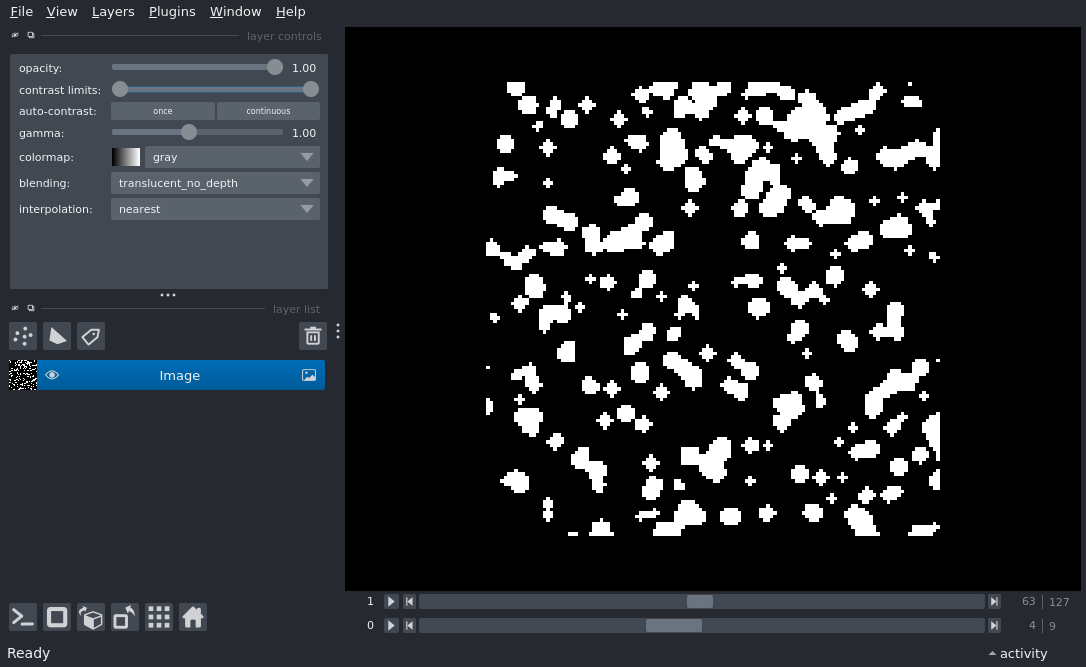 File View Layers Plugins Window Help
layer controls
opacity: 1.00
contrast limits:
auto-contrast: once continuous
gamma: 1.00
colormap: gray
blending: translucent_no_depth
interpolation: nearest
layer list
Image
1 63 127
0 4 9
Ready activity